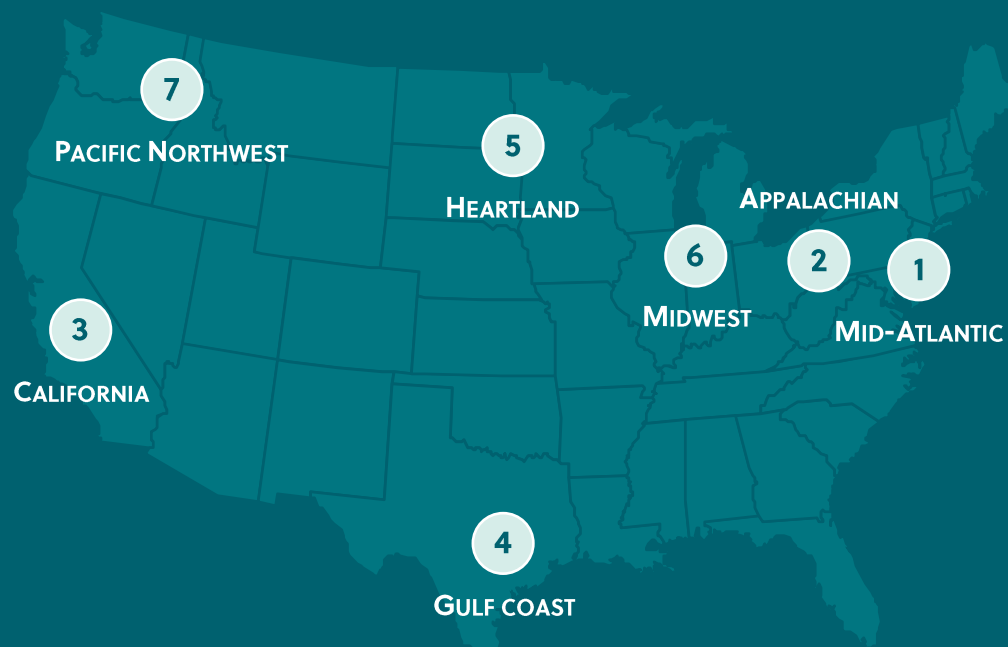 7
PACIFIC NORTHWEST
5
HEARTLAND
APPALACHIAN
2
6
1
MIDWEST
MID-ATLANTIC
3
CALIFORNIA
4
GULF COAST